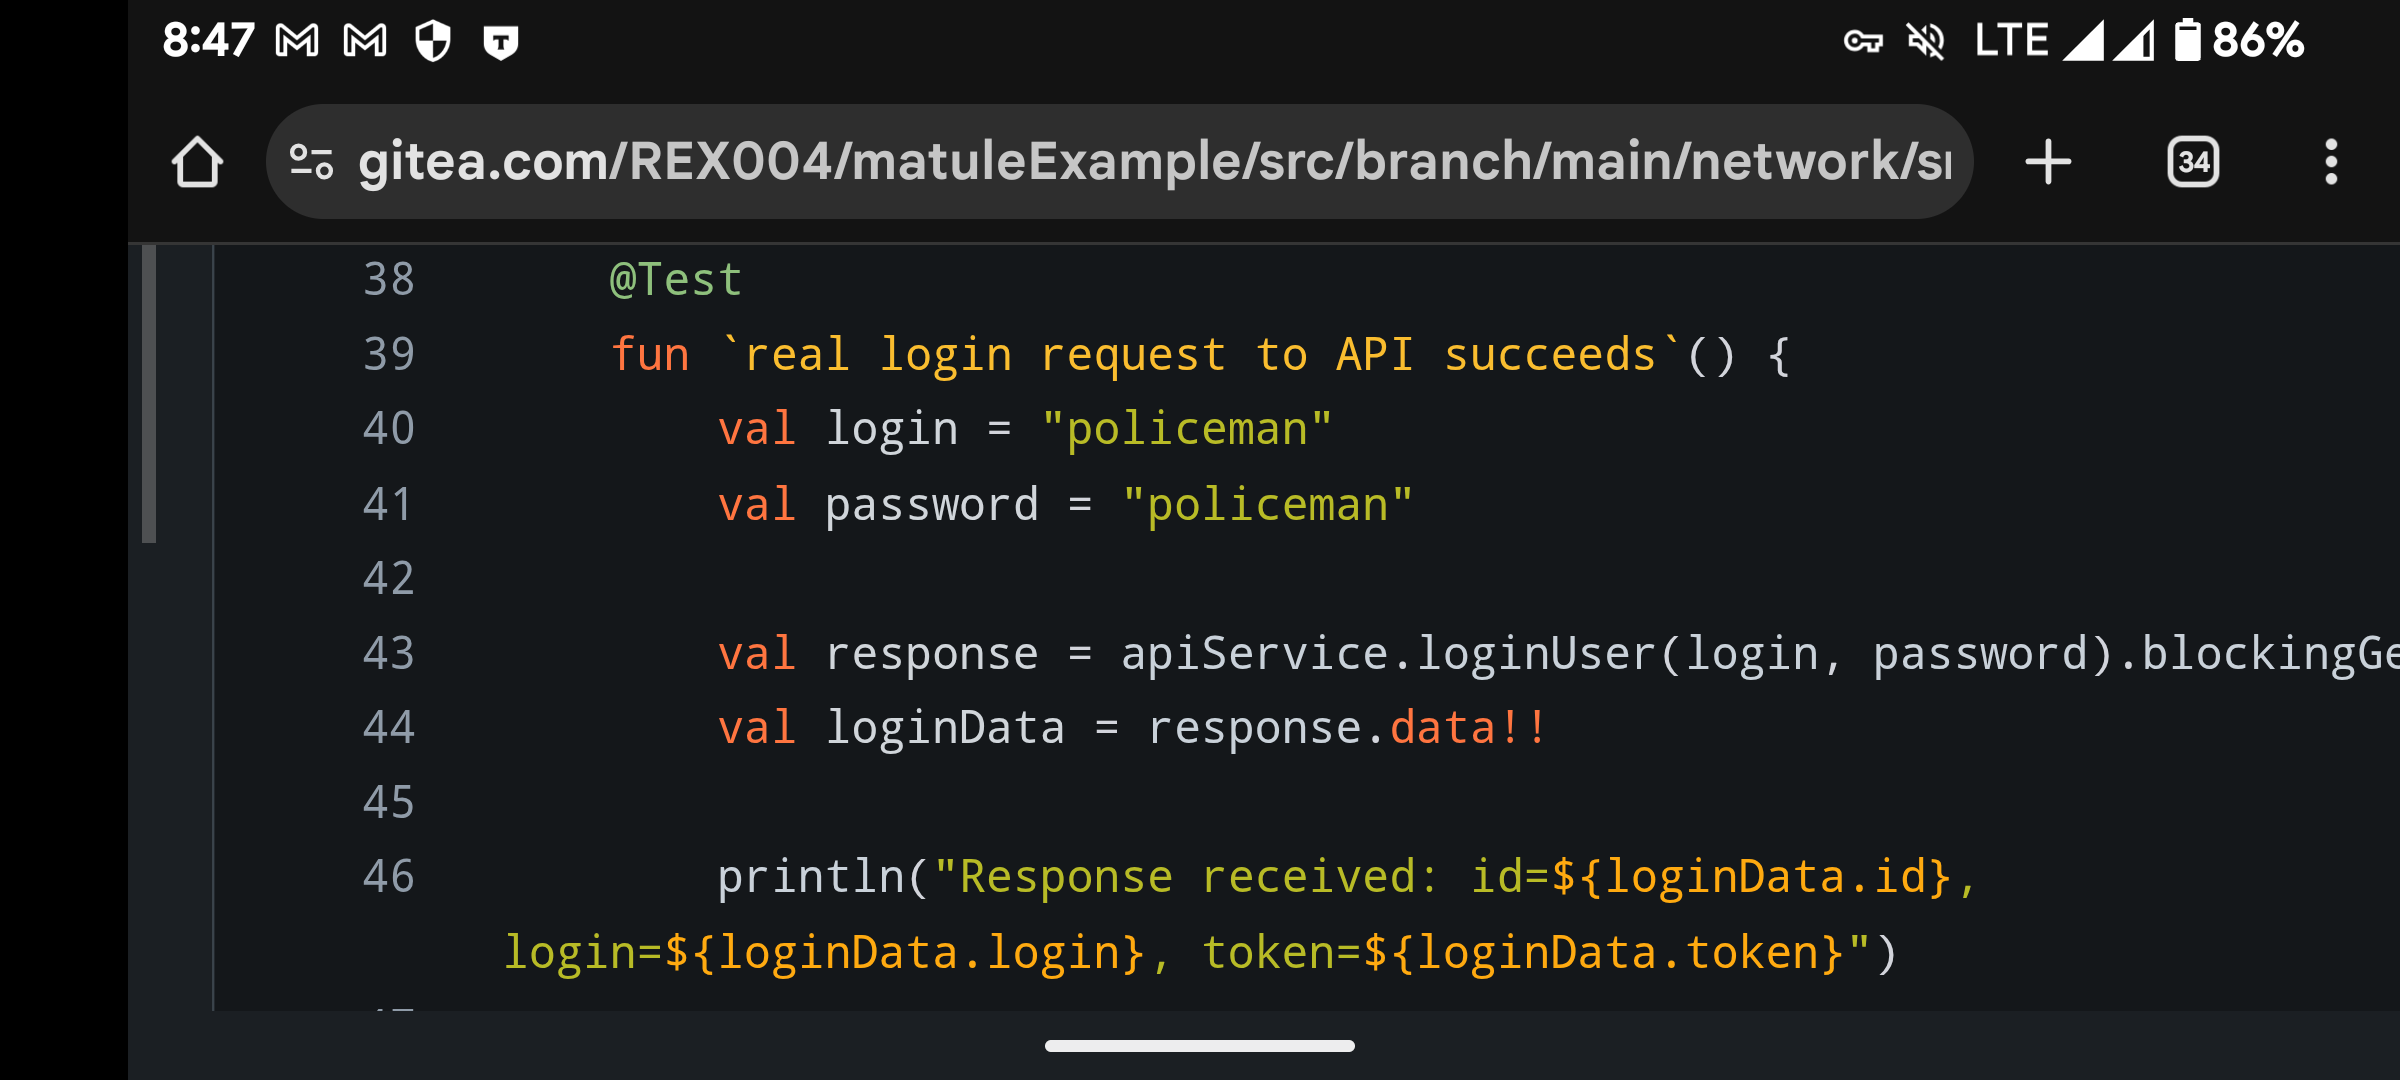 8:47 LTE 86%
gitea.com/REX004/matuleExample/src/branch/main/network/sr
34
38 @Test
39 fun `real login request to API succeeds`() {
40 val login = "policeman"
41 val password = "policeman"
42
43 val response = apiService.loginUser(login, password).blockingGe
44 val loginData = response.data!!
45
46 println("Response received: id=${loginData.id},
login=${loginData.login}, token=${loginData.token}")